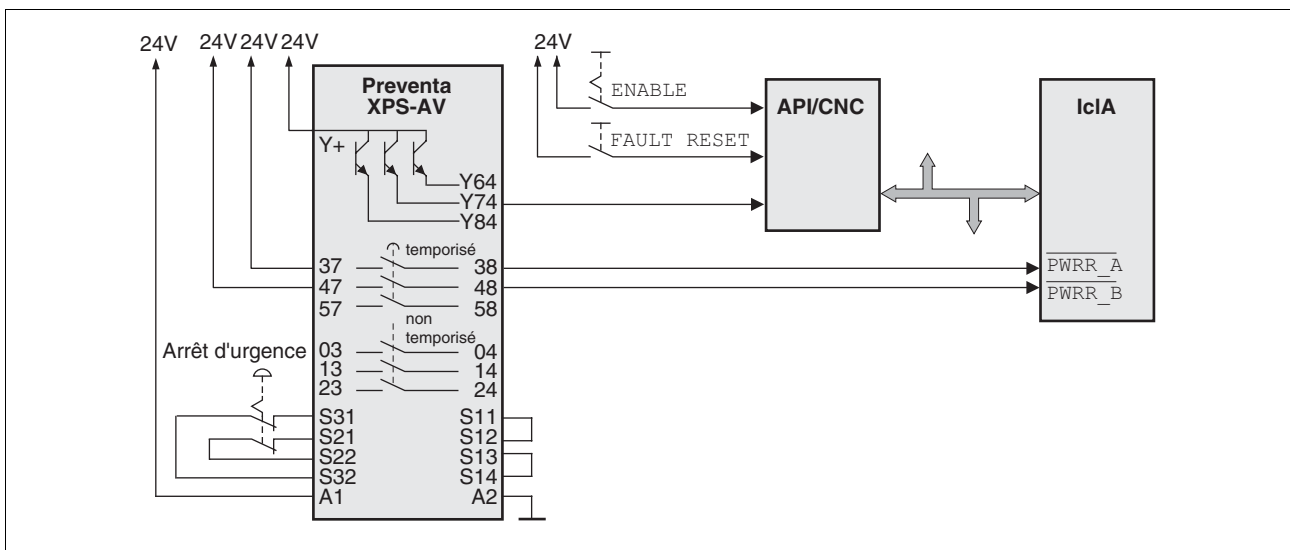 24V
24V
24V
24V
24V
Preventa
XPS-AV
ENABLE
API/CNC
IclA
FAULT RESET
Y+
Y64
Y74
Y84
temporisé
37
38
PWRR_A
47
48
PWRR_B
57
58
non
temporisé
Arrêt d'urgence
03
04
13
14
23
24
S31
S11
S21
S12
S22
S13
S32
S14
A1
A2